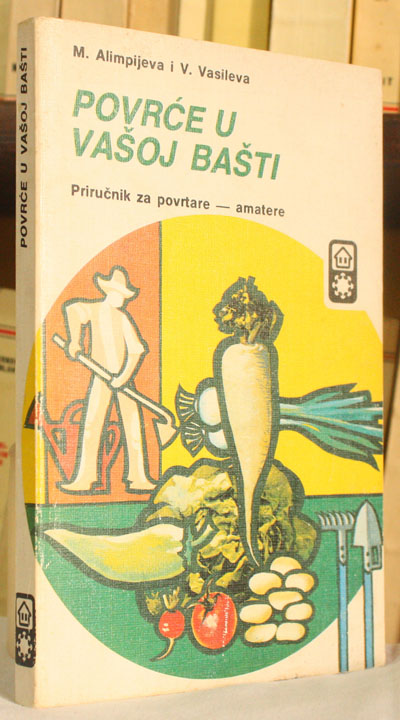 M. Alimpijeva i V. Vasileva
POVRĆE U
VAŠOJ BAŠTI
Priručnik za povrtare — amatere
POVRĆE U VAŠOJ BAŠTI